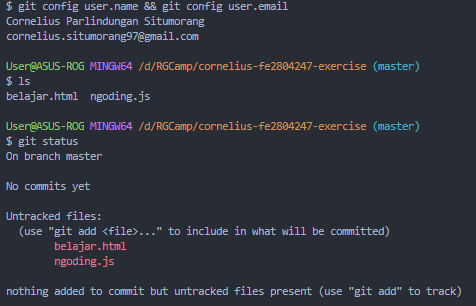 $ git config user.name && git config user.email
Cornelius Parlindungan Situmorang
cornelius.situmorang97@gmail.com
User@ASUS-ROG MINGW64 /d/RGCamp/cornelius-fe2804247-exercise (master)
$ ls
belajar.html  ngoding.js
User@ASUS-ROG MINGW64 /d/RGCamp/cornelius-fe2804247-exercise (master)
$ git status
On branch master
No commits yet
Untracked files:
  (use "git add <file>..." to include in what will be committed)
        belajar.html
        ngoding.js
nothing added to commit but untracked files present (use "git add" to track)